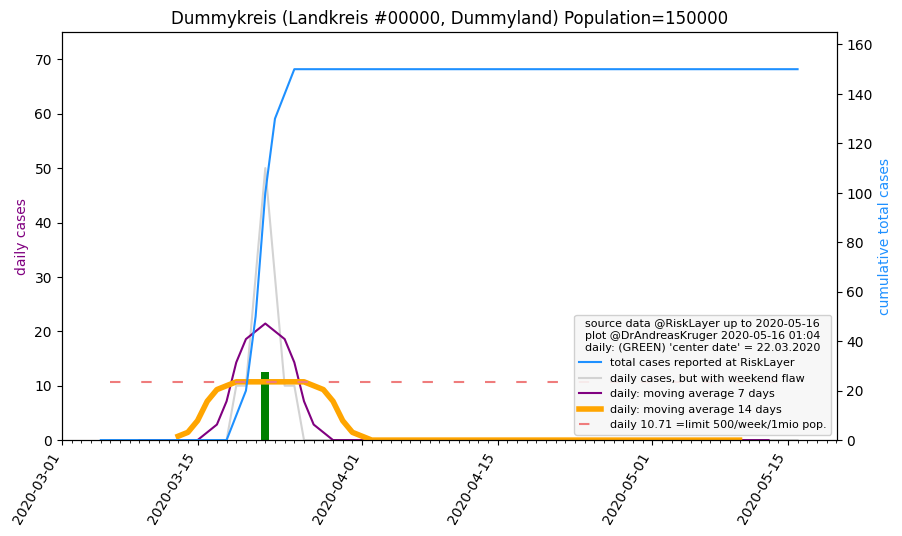 Dummykreis (Landkreis #00000, Dummyland) Population=150000
70
60
50
40
30
20
10
0
daily cases
160
140
120
100
80
60
40
20
0
cumulative total cases
source data @RiskLayer up to 2020-05-16
plot @DrAndreasKruger 2020-05-16 01:04
daily: (GREEN) 'center date' = 22.03.2020
total cases reported at RiskLayer
daily cases, but with weekend flaw
daily: moving average 7 days
daily: moving average 14 days
daily 10.71 =limit 500/week/1mio pop.
2020-03-01
2020-03-15
2020-04-01
2020-04-15
2020-05-01
2020-05-15